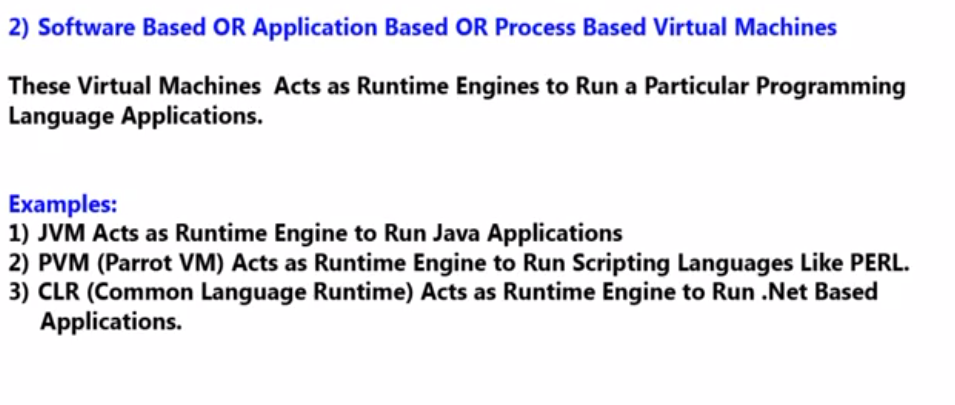 2) Software Based OR Application Based OR Process Based Virtual Machines
These Virtual Machines Acts as Runtime Engines to Run a Particular Programming
Language Applications.
Examples:
1) JVM Acts as Runtime Engine to Run Java Applications
2) PVM (Parrot VM) Acts as Runtime Engine to Run Scripting Languages Like PERL.
3) CLR (Common Language Runtime) Acts as Runtime Engine to Run .Net Based
Applications.